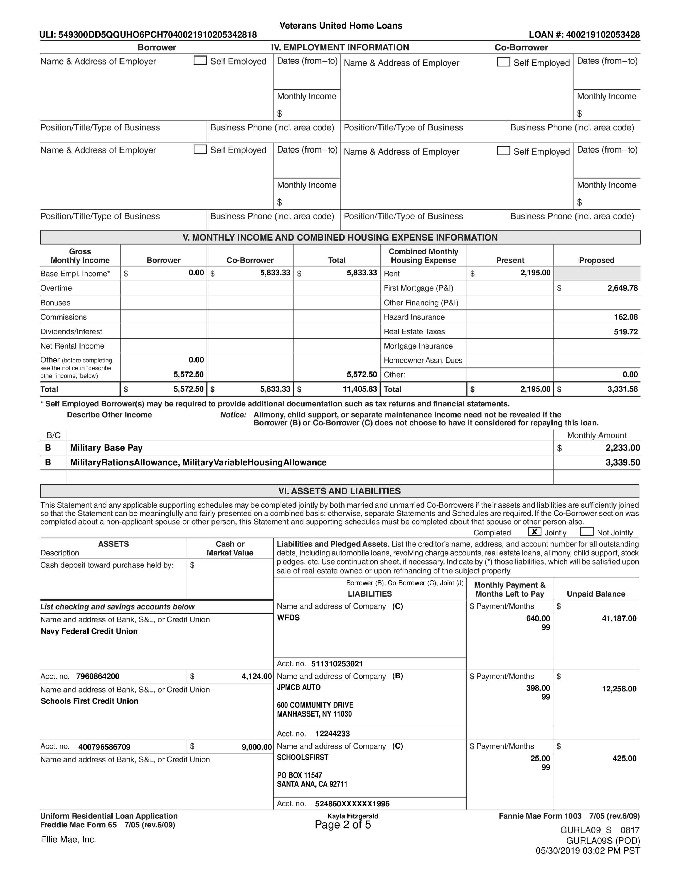 Veterans United Home Loans
ULI: 549300DD5QQUHO6PCH7040021910205342818 LOAN #: 400219102053428
Borrower IV. EMPLOYMENT INFORMATION Co-Borrower
Name & Address of Employer Self Employed Dates (from–to) Name & Address of Employer Self Employed Dates (from–to)
Monthly Income Monthly Income
$ $
Position/Title/Type of Business Business Phone (incl. area code) Position/Title/Type of Business Business Phone (incl. area code)
Name & Address of Employer Self Employed Dates (from–to) Name & Address of Employer Self Employed Dates (from–to)
Monthly Income Monthly Income
$ $
Position/Title/Type of Business Business Phone (incl. area code) Position/Title/Type of Business Business Phone (incl. area code)
V. MONTHLY INCOME AND COMBINED HOUSING EXPENSE INFORMATION
Gross Combined Monthly
Monthly Income Borrower Co-Borrower Total Housing Expense Present Proposed
Base Empl. Income* $ 0.00 $ 5,833.33 $ 5,833.33 Rent $ 2,195.00
Overtime First Mortgage (P&I) $ 2,649.78
Bonuses Other Financing (P&I)
Commissions Hazard Insurance 162.08
Dividends/Interest Real Estate Taxes 519.72
Net Rental Income Mortgage Insurance
Other (before completing, 0.00 Homeowner Assn. Dues
see the notice in "describe
other income," below) 5,572.50 5,572.50 Other: 0.00
Total $ 5,572.50 $ 5,833.33 $ 11,405.83 Total $ 2,195.00 $ 3,331.58
* Self Employed Borrower(s) may be required to provide additional documentation such as tax returns and financial statements.
Describe Other Income Notice: Alimony, child support, or separate maintenance income need not be revealed if the
Borrower (B) or Co-Borrower (C) does not choose to have it considered for repaying this loan.
B/C Monthly Amount
B Military Base Pay $ 2,233.00
B MilitaryRationsAllowance, MilitaryVariableHousingAllowance 3,339.50
VI. ASSETS AND LIABILITIES
This Statement and any applicable supporting schedules may be completed jointly by both married and unmarried Co-Borrowers if their assets and liabilities are sufficiently joined
so that the Statement can be meaningfully and fairly presented on a combined basis; otherwise, separate Statements and Schedules are required. If the Co-Borrower section was
completed about a non-applicant spouse or other person, this Statement and supporting schedules must be completed about that spouse or other person also.
Completed X Jointly Not Jointly
ASSETS Cash or Liabilities and Pledged Assets. List the creditor's name, address, and account number for all outstanding
Description Market Value debts, including automobile loans, revolving charge accounts, real estate loans, alimony, child support, stock
Cash deposit toward purchase held by: $ pledges, etc. Use continuation sheet, if necessary. Indicate by (*) those liabilities, which will be satisfied upon
sale of real estate owned or upon refinancing of the subject property.
Borrower (B), Co-Borrower (C), Joint (J) Monthly Payment &
LIABILITIES Months Left to Pay Unpaid Balance
List checking and savings accounts below Name and address of Company (C) $ Payment/Months $
Name and address of Bank, S&L, or Credit Union WFDS 640.00 41,187.00
Navy Federal Credit Union 99
Acct. no. 511310253021
Acct. no. 7960864200 $ 4,124.00 Name and address of Company (B) $ Payment/Months $
Name and address of Bank, S&L, or Credit Union JPMCB AUTO 398.00 12,258.00
Schools First Credit Union 99
600 COMMUNITY DRIVE
MANHASSET, NY 11030
Acct. no. 12244233
Acct. no. 400796586709 $ 9,000.00 Name and address of Company (C) $ Payment/Months $
Name and address of Bank, S&L, or Credit Union SCHOOLSFIRST 25.00 425.00
99
PO BOX 11547
SANTA ANA, CA 92711
Acct. no. 524860XXXXXX1996
Uniform Residential Loan Application Kayla Fitzgerald Fannie Mae Form 1003 7/05 (rev.6/09)
Freddie Mac Form 65 7/05 (rev.6/09) Page 2 of 5
Ellie Mae, Inc. GURLA09_S 0817
GURLA09S (POD)
05/30/2019 03:02 PM PST